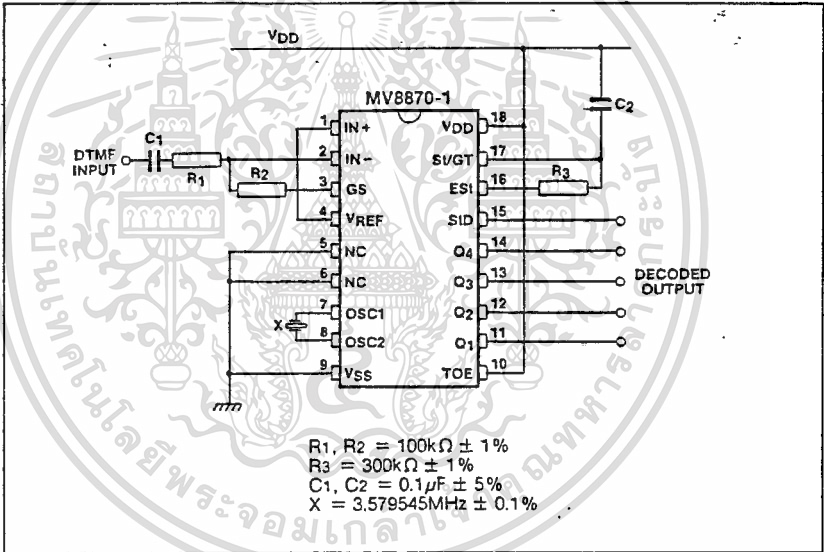 VDD
MV8870-1
DTMF INPUT
C1
R1
R2
1 IN+
2 IN-
3 GS
4 VREF
5 NC
6 NC
7 OSC1
8 OSC2
9 VSS
X
18 VDD
17 St/GT
16 ESt
15 StD
14 Q4
13 Q3
12 Q2
11 Q1
10 TOE
C2
R3
DECODED OUTPUT
R1, R2 = 100kΩ ± 1%
R3 = 300kΩ ± 1%
C1, C2 = 0.1µF ± 5%
X = 3.579545MHz ± 0.1%